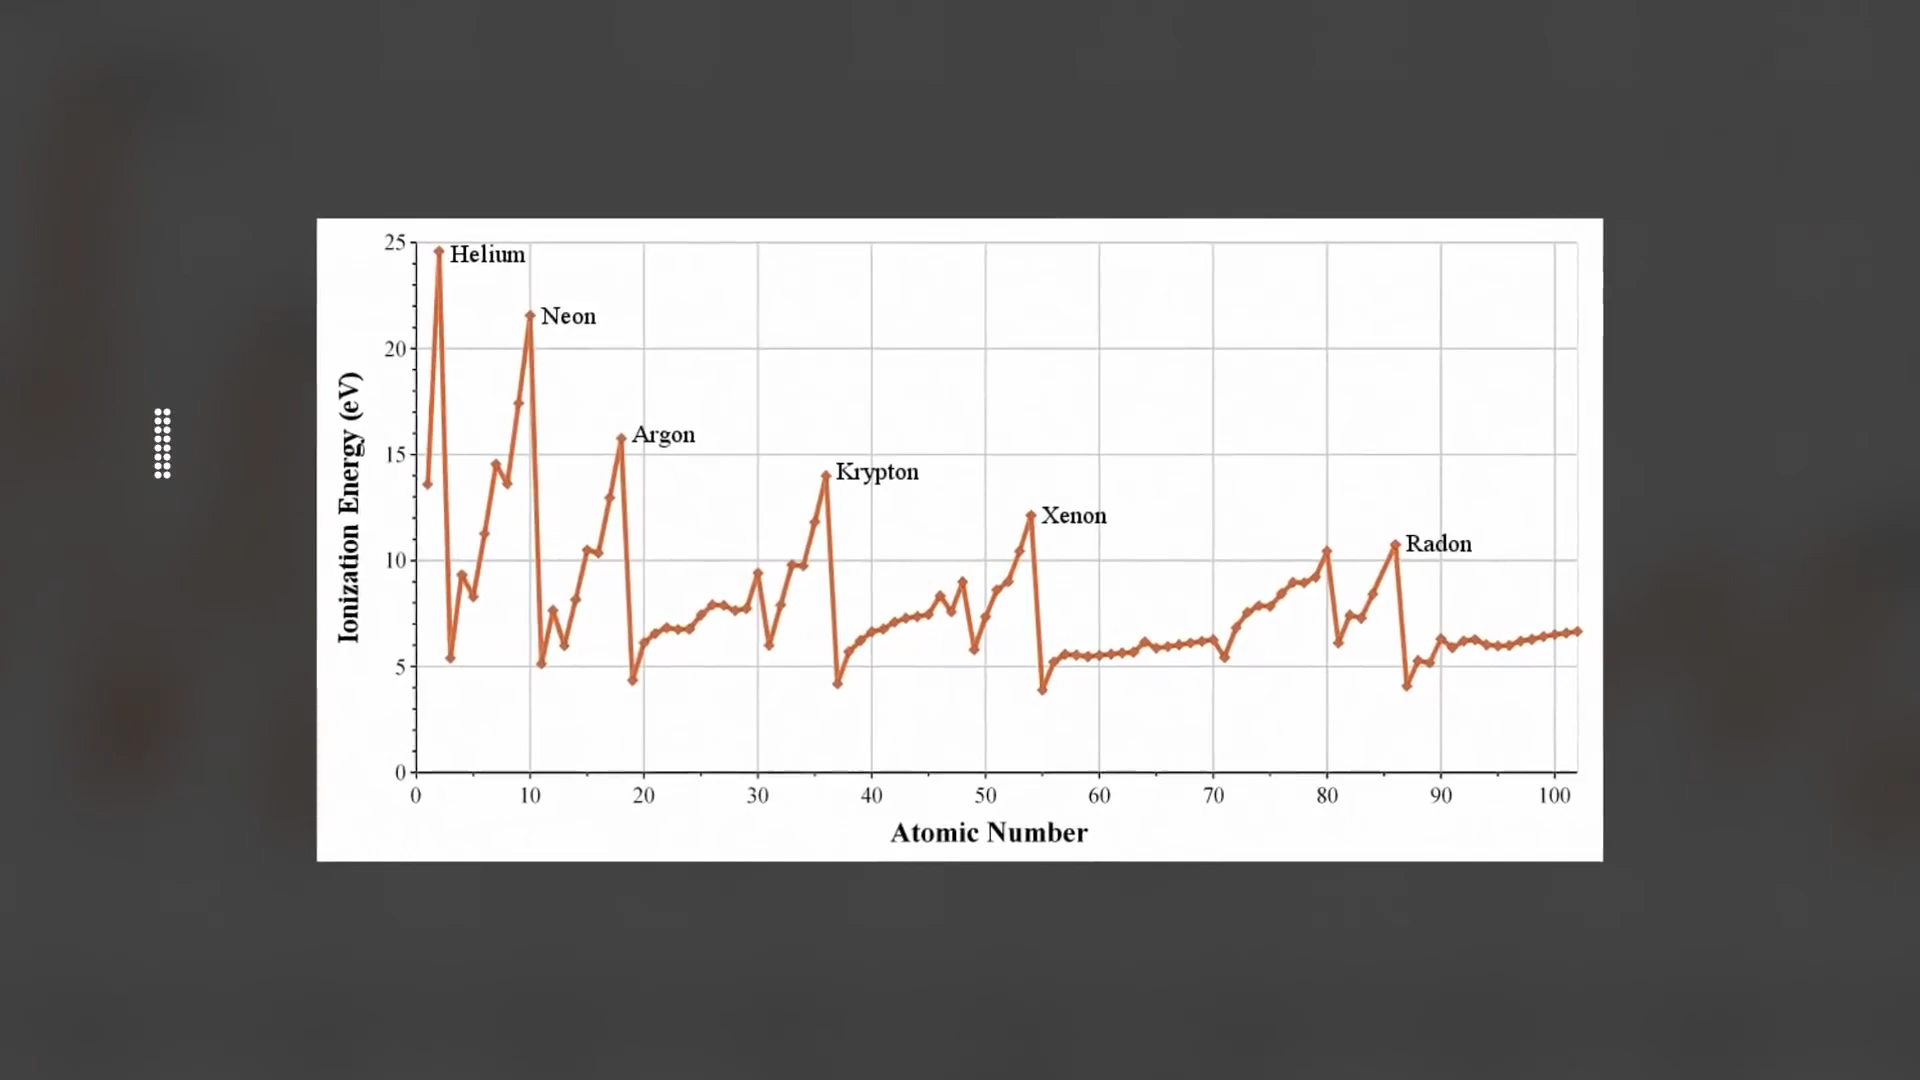 25
Helium
Neon
20
Argon
15
Krypton
Xenon
Radon
10
5
0
Ionization Energy (eV)
0 10 20 30 40 50 60 70 80 90 100
Atomic Number